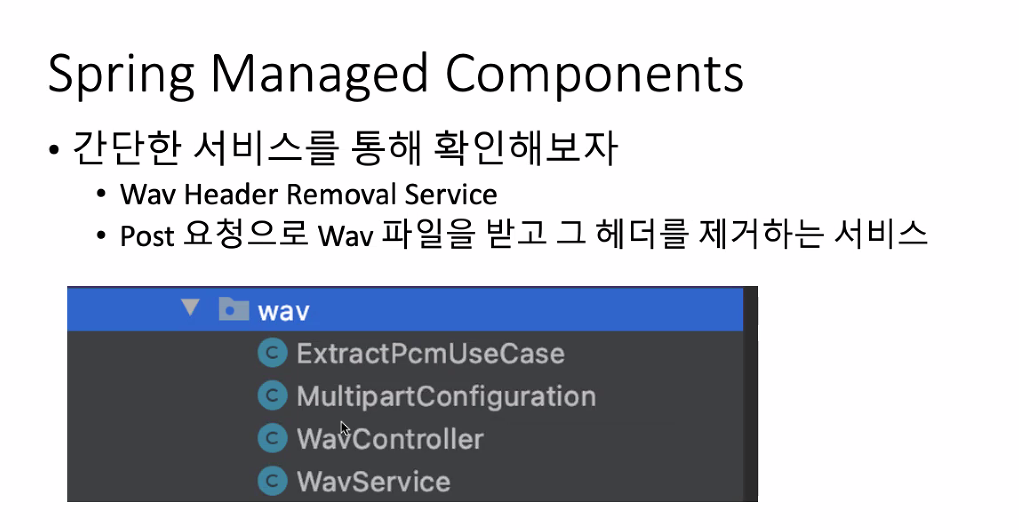 Spring Managed Components
• 간단한 서비스를 통해 확인해보자
• Wav Header Removal Service
• Post 요청으로 Wav 파일을 받고 그 헤더를 제거하는 서비스
wav
C ExtractPcmUseCase
C MultipartConfiguration
C WavController
C WavService